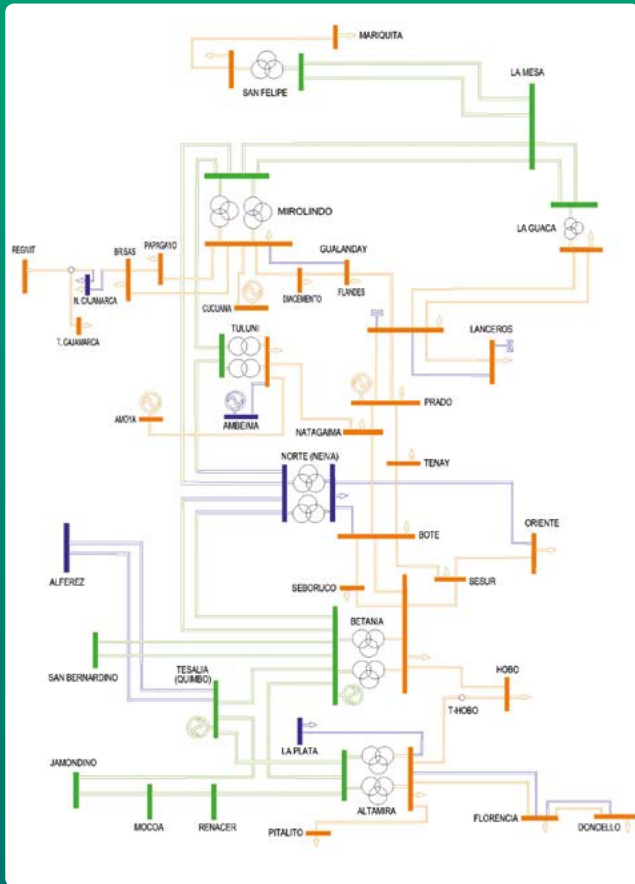 MARIQUITA
SAN FELIPE
LA MESA
MIROLINDO
LA GUACA
REGIVIT
BRISAS
PAPAGAYO
GUALANDAY
N. CAJAMARCA
DIACEMENTO
FLANDES
CUCUANA
T. CAJAMARCA
LANCEROS
TULUNI
PRADO
AMOYA
AMBEIMA
NATAGAIMA
NORTE (NEIVA)
TENAY
ORIENTE
BOTE
ALFEREZ
SEBORUCO
SESUR
BETANIA
SAN BERNARDINO
TESALIA
(QUIMBO)
HOBO
T-HOBO
LA PLATA
JAMONDINO
ALTAMIRA
MOCOA
RENACER
PITALITO
FLORENCIA
DONCELLO